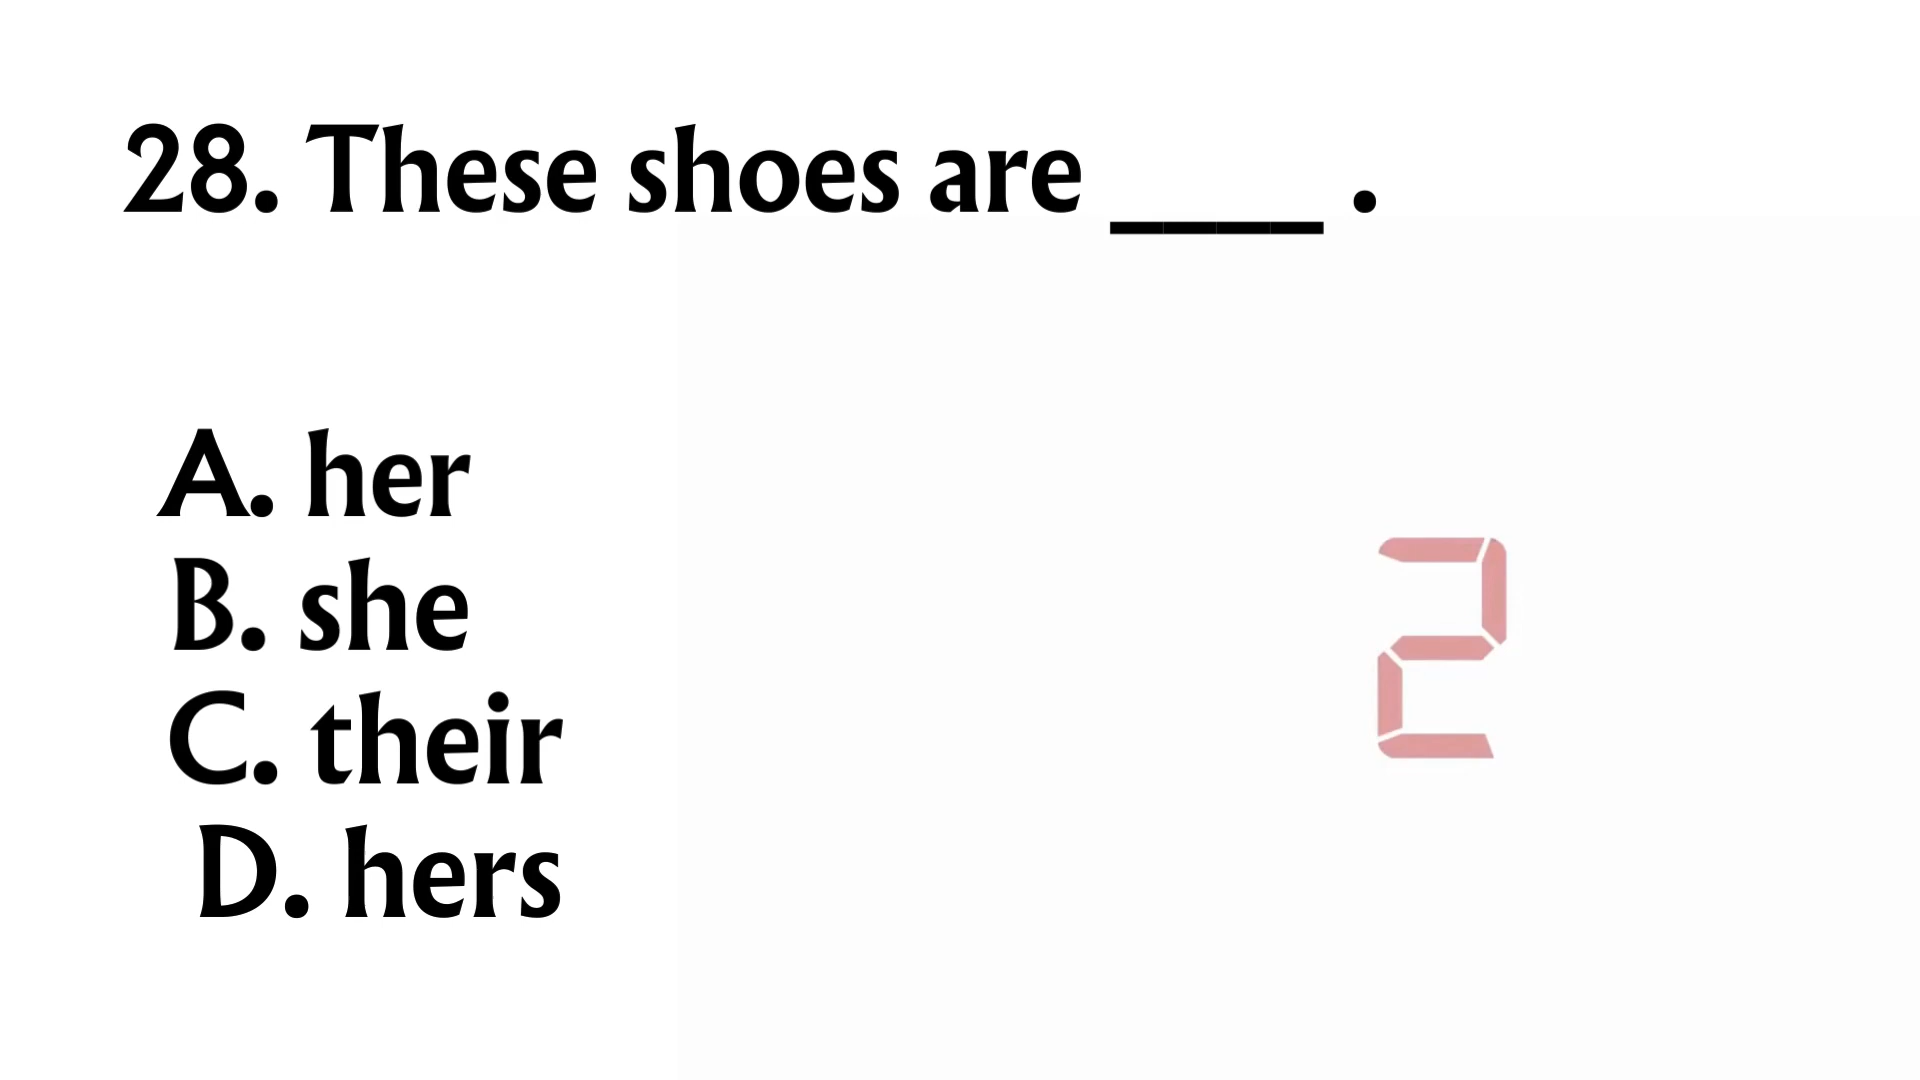 28. These shoes are ____ .
A. her
B. she
2
C. their
D. hers